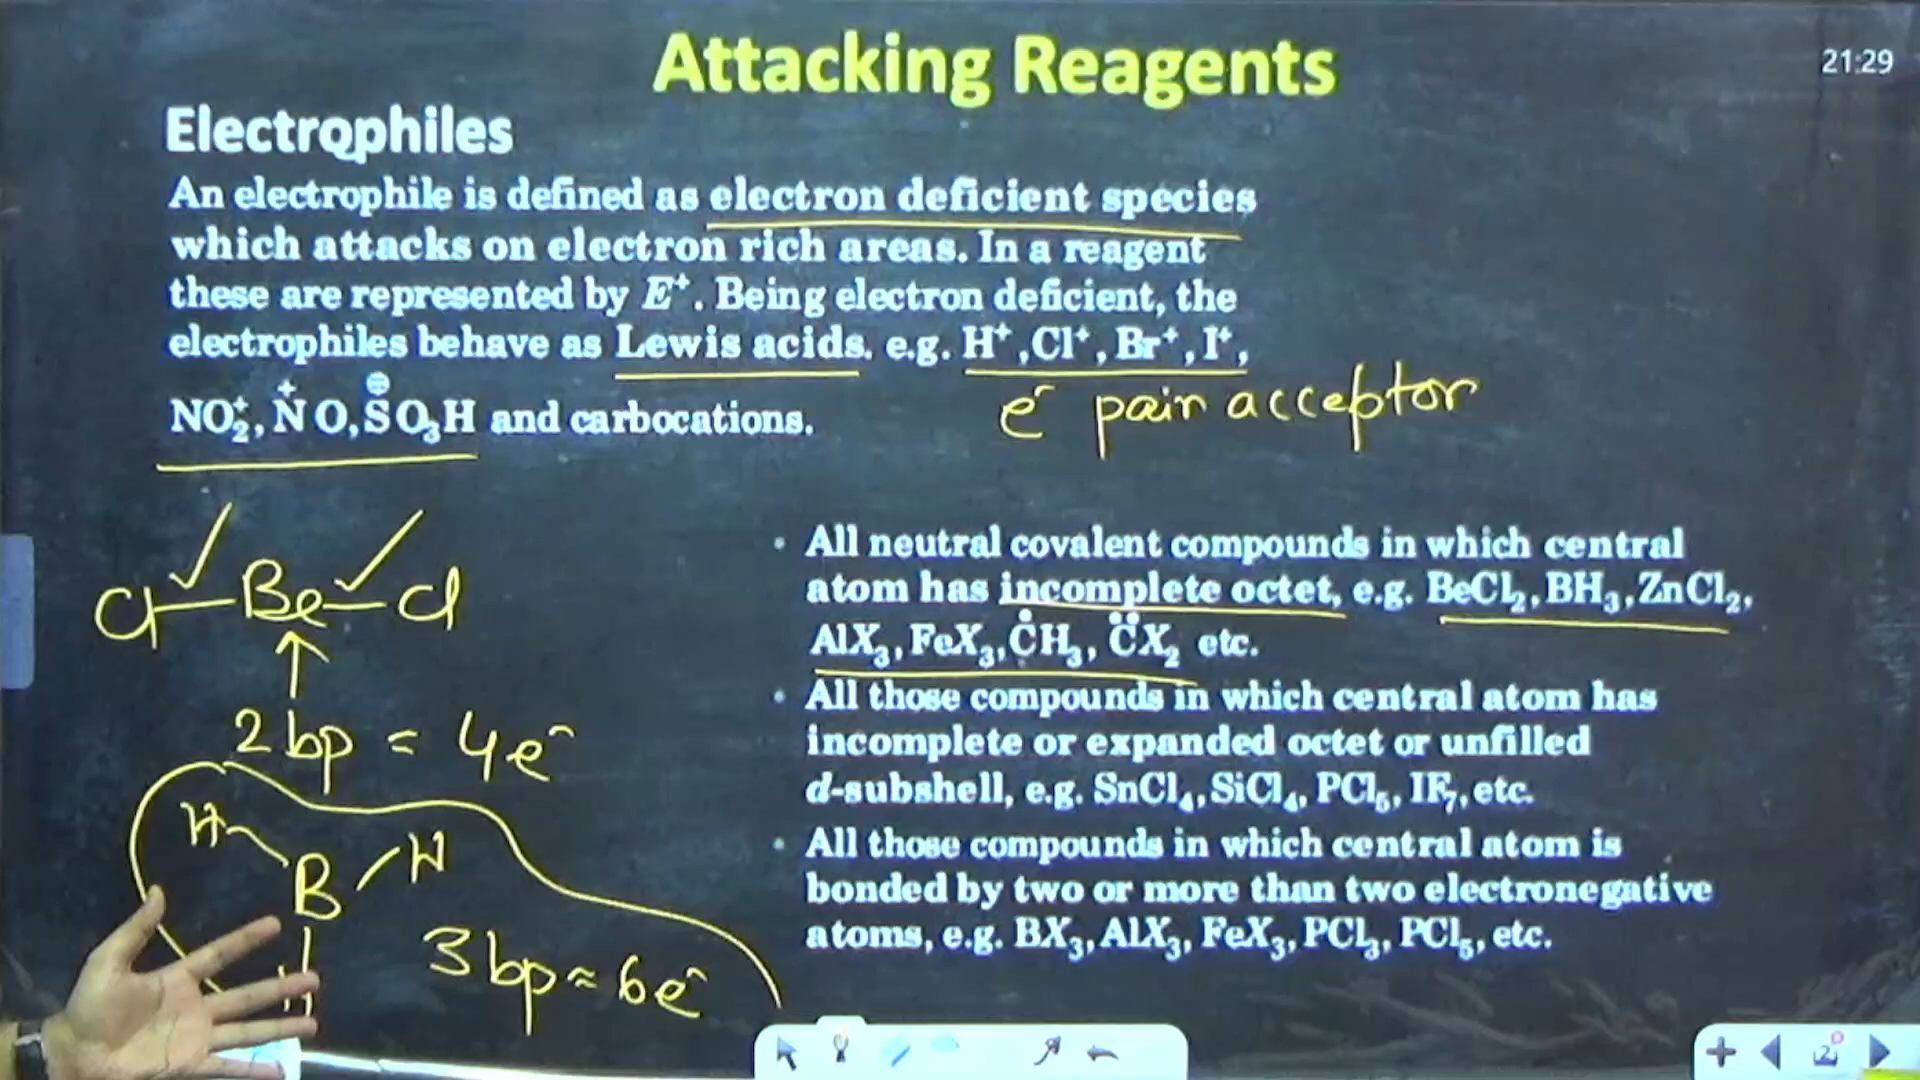 Attacking Reagents
21:29
Electrophiles
An electrophile is defined as electron deficient species
which attacks on electron rich areas. In a reagent
these are represented by E⁺. Being electron deficient, the
electrophiles behave as Lewis acids. e.g. H⁺, Cl⁺, Br⁺, I⁺,
NO₂⁺, N⁺O, S⊕O₃H and carbocations.
e⁻ pair acceptor
Cl—Be—Cl
2bp = 4e⁻
H
H
B
H
3bp = 6e⁻
• All neutral covalent compounds in which central
atom has incomplete octet, e.g. BeCl₂, BH₃, ZnCl₂,
AlX₃, FeX₃, ĊH₃, C̈X₂ etc.
• All those compounds in which central atom has
incomplete or expanded octet or unfilled
d-subshell, e.g. SnCl₄, SiCl₄, PCl₅, IF₇, etc.
• All those compounds in which central atom is
bonded by two or more than two electronegative
atoms, e.g. BX₃, AlX₃, FeX₃, PCl₃, PCl₅, etc.
2